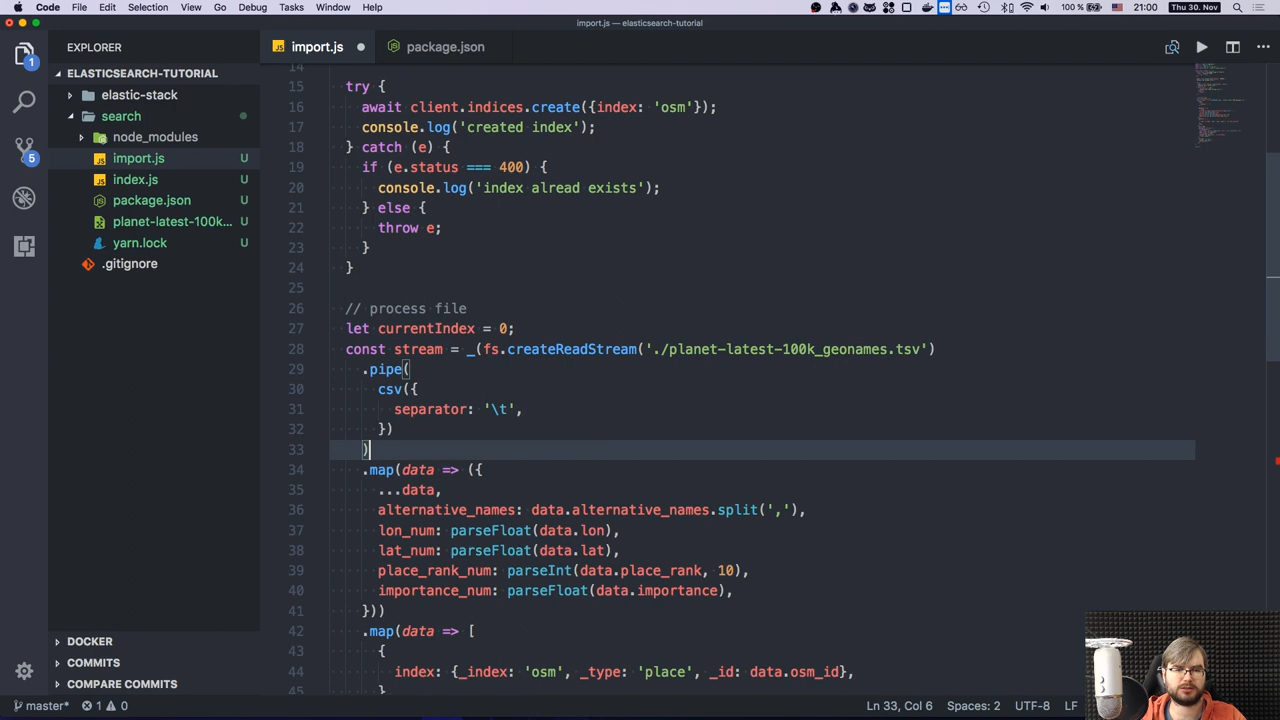 Code File Edit Selection View Go Debug Tasks Window Help
100 % 21:00 Thu 30. Nov
import.js — elasticsearch-tutorial
EXPLORER
import.js
package.json
ELASTICSEARCH-TUTORIAL
elastic-stack
search
node_modules
import.js U
index.js U
package.json U
planet-latest-100k... U
yarn.lock U
.gitignore
1
5
14
15 try {
16 await client.indices.create({index: 'osm'});
17 console.log('created index');
18 } catch (e) {
19 if (e.status === 400) {
20 console.log('index alread exists');
21 } else {
22 throw e;
23 }
24 }
25
26 // process file
27 let currentIndex = 0;
28 const stream = _(fs.createReadStream('./planet-latest-100k_geonames.tsv')
29 .pipe(
30 csv({
31 separator: '\t',
32 })
33 )
34 .map(data => ({
35 ...data,
36 alternative_names: data.alternative_names.split(','),
37 lon_num: parseFloat(data.lon),
38 lat_num: parseFloat(data.lat),
39 place_rank_num: parseInt(data.place_rank, 10),
40 importance_num: parseFloat(data.importance),
41 }))
42 .map(data => [
43 {
44 index: {_index: 'osm', _type: 'place', _id: data.osm_id},
45 }
DOCKER
COMMITS
COMPARE COMMITS
master* 1 0
Ln 33, Col 6 Spaces: 2 UTF-8 LF